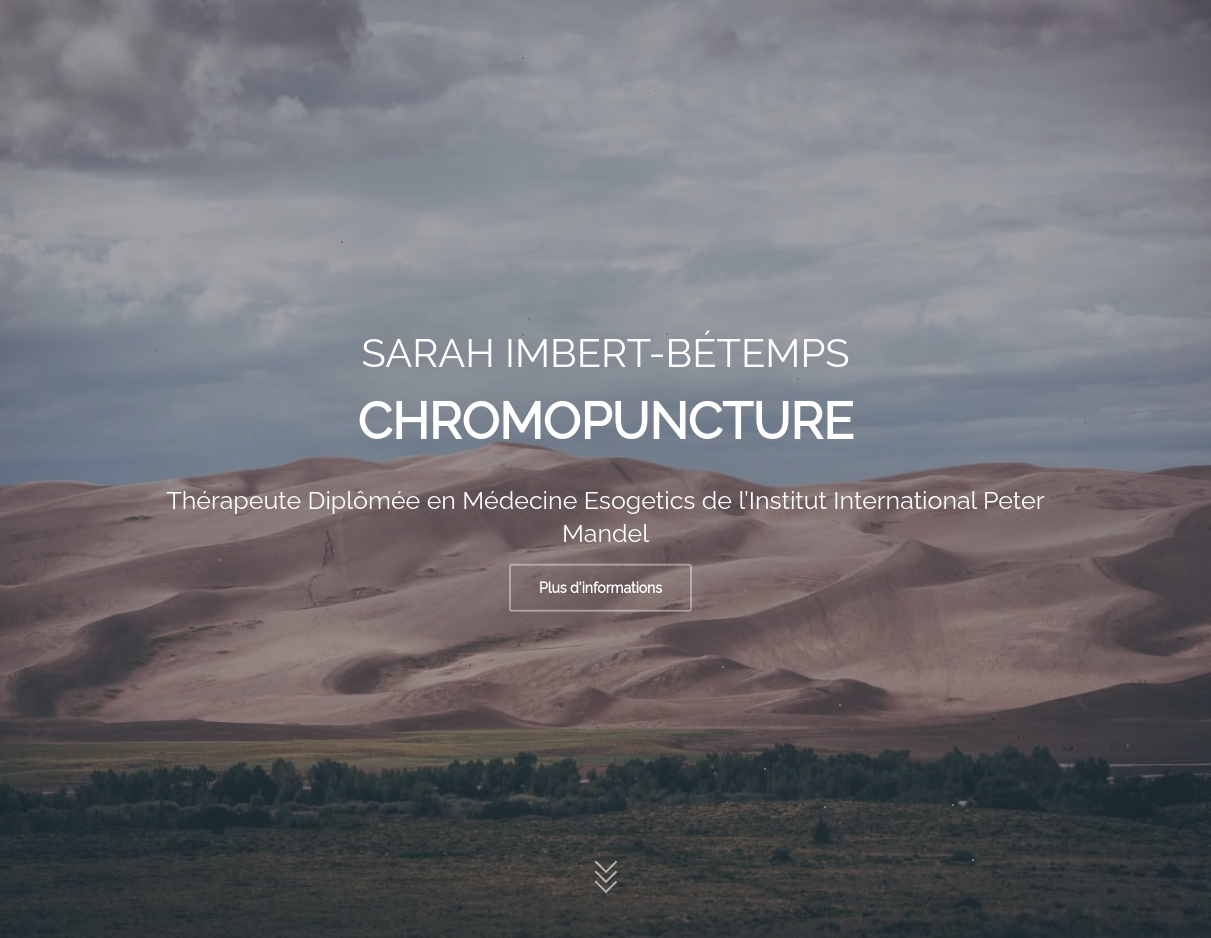 SARAH IMBERT-BÉTEMPS
CHROMOPUNCTURE
Thérapeute Diplômée en Médecine Esogetics de l’Institut International Peter
Mandel
Plus d'informations